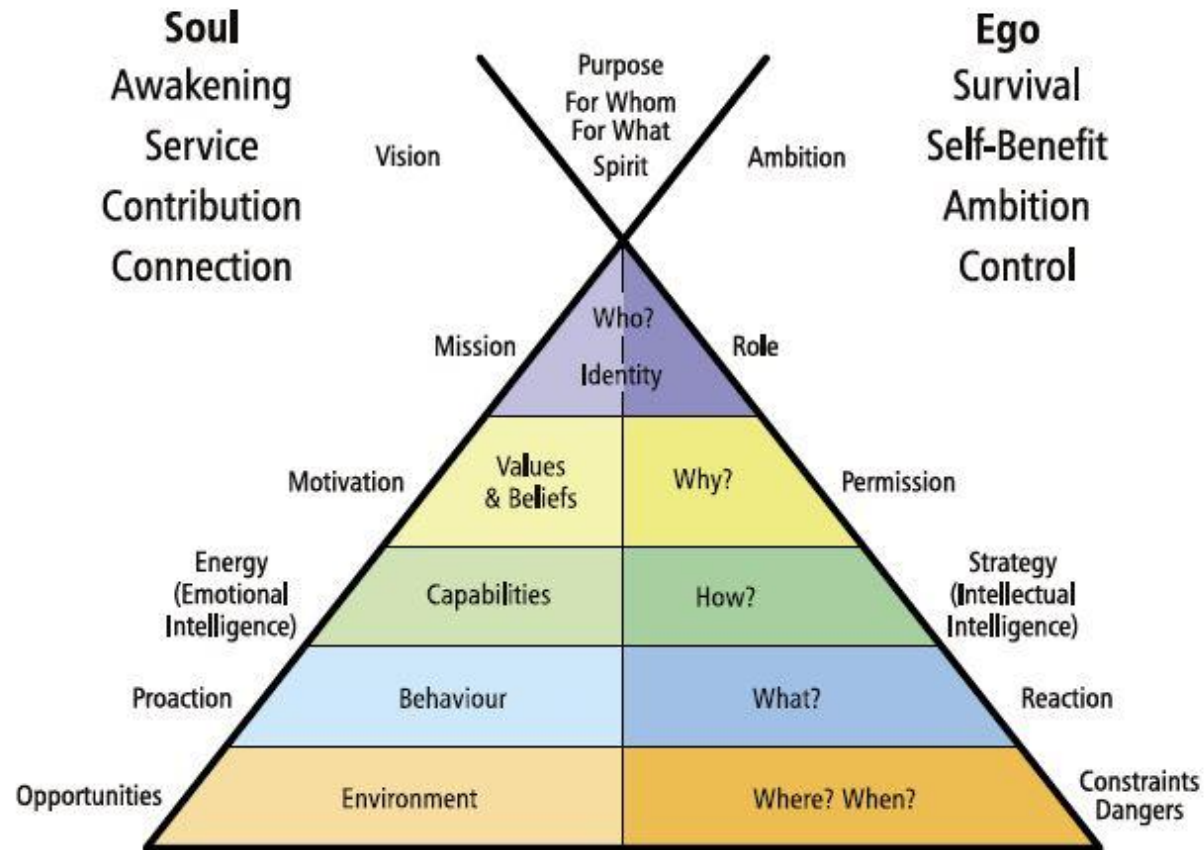 Soul
Awakening
Service
Contribution
Connection
Vision
Purpose
For Whom
For What
Spirit
Ambition
Ego
Survival
Self-Benefit
Ambition
Control
Mission
Who?
Identity
Role
Motivation
Values
& Beliefs
Why?
Permission
Energy
(Emotional
Intelligence)
Capabilities
How?
Strategy
(Intellectual
Intelligence)
Proaction
Behaviour
What?
Reaction
Opportunities
Environment
Where? When?
Constraints
Dangers